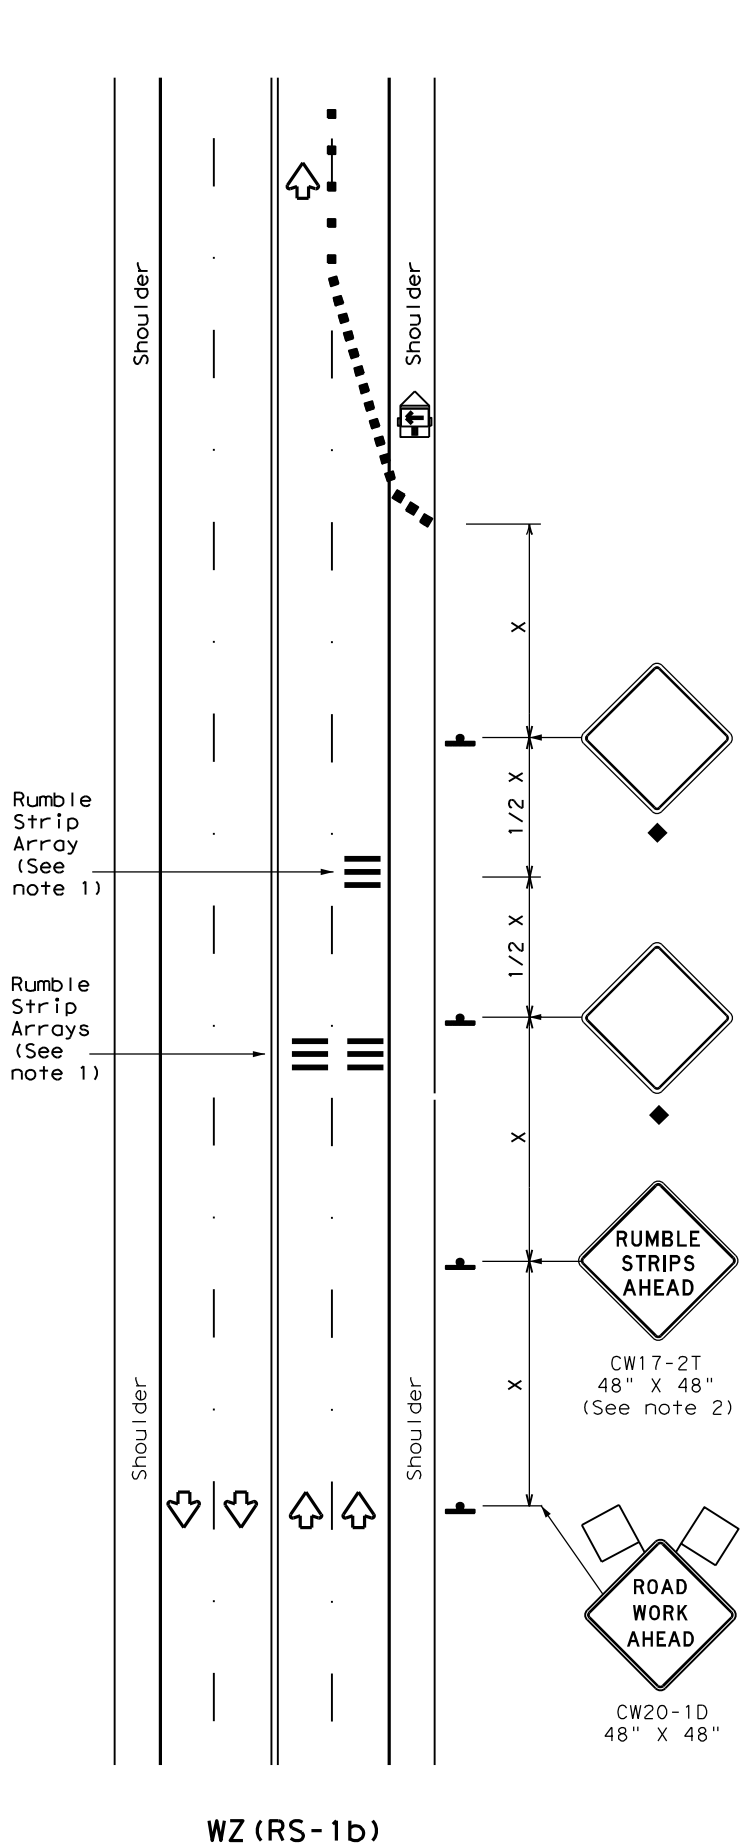 Shoulder
Shoulder
X
1/2 X
Rumble
Strip
Array
(See
note 1)
1/2 X
Rumble
Strip
Arrays
(See
note 1)
X
RUMBLE
STRIPS
AHEAD
CW17-2T
48" X 48"
(See note 2)
X
Shoulder
Shoulder
ROAD
WORK
AHEAD
CW20-1D
48" X 48"
WZ(RS-1b)